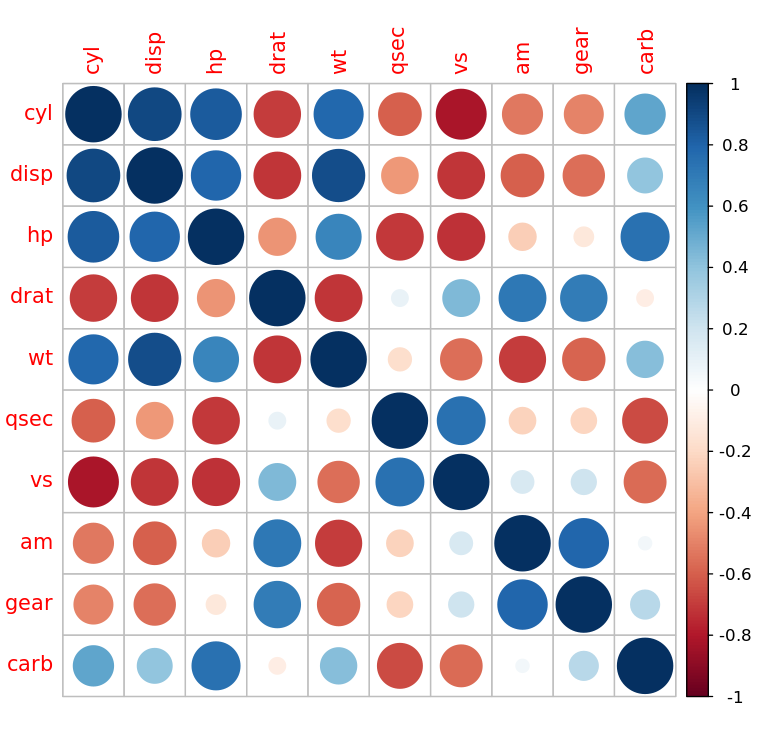 cyl disp hp drat wt qsec vs am gear carb
cyl
disp
hp
drat
wt
qsec
vs
am
gear
carb
1
0.8
0.6
0.4
0.2
0
-0.2
-0.4
-0.6
-0.8
-1